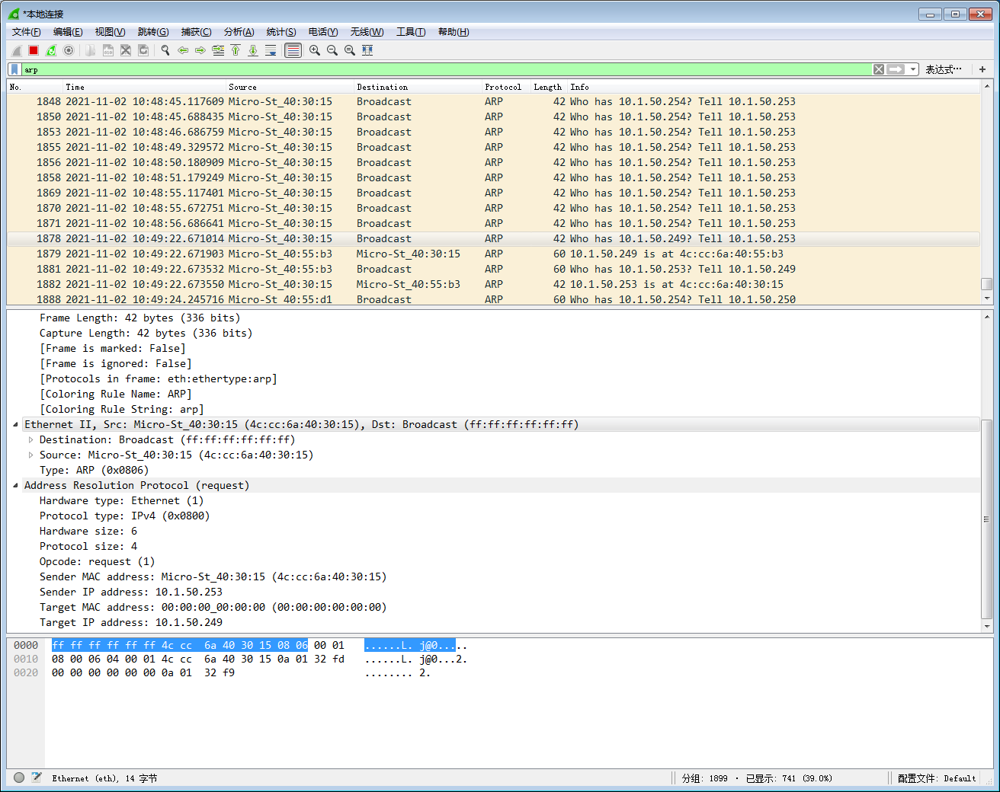 *本地连接
文件(F) 编辑(E) 视图(V) 跳转(G) 捕获(C) 分析(A) 统计(S) 电话(Y) 无线(W) 工具(T) 帮助(H)
arp 表达式… +
No. Time Source Destination Protocol Length Info
1848 2021-11-02 10:48:45.117609 Micro-St_40:30:15 Broadcast ARP 42 Who has 10.1.50.254? Tell 10.1.50.253
1850 2021-11-02 10:48:45.688435 Micro-St_40:30:15 Broadcast ARP 42 Who has 10.1.50.254? Tell 10.1.50.253
1853 2021-11-02 10:48:46.686759 Micro-St_40:30:15 Broadcast ARP 42 Who has 10.1.50.254? Tell 10.1.50.253
1855 2021-11-02 10:48:49.329572 Micro-St_40:30:15 Broadcast ARP 42 Who has 10.1.50.254? Tell 10.1.50.253
1856 2021-11-02 10:48:50.180909 Micro-St_40:30:15 Broadcast ARP 42 Who has 10.1.50.254? Tell 10.1.50.253
1858 2021-11-02 10:48:51.179249 Micro-St_40:30:15 Broadcast ARP 42 Who has 10.1.50.254? Tell 10.1.50.253
1869 2021-11-02 10:48:55.117401 Micro-St_40:30:15 Broadcast ARP 42 Who has 10.1.50.254? Tell 10.1.50.253
1870 2021-11-02 10:48:55.672751 Micro-St_40:30:15 Broadcast ARP 42 Who has 10.1.50.254? Tell 10.1.50.253
1871 2021-11-02 10:48:56.686641 Micro-St_40:30:15 Broadcast ARP 42 Who has 10.1.50.254? Tell 10.1.50.253
1878 2021-11-02 10:49:22.671014 Micro-St_40:30:15 Broadcast ARP 42 Who has 10.1.50.249? Tell 10.1.50.253
1879 2021-11-02 10:49:22.671903 Micro-St_40:55:b3 Micro-St_40:30:15 ARP 60 10.1.50.249 is at 4c:cc:6a:40:55:b3
1881 2021-11-02 10:49:22.673532 Micro-St_40:55:b3 Broadcast ARP 60 Who has 10.1.50.253? Tell 10.1.50.249
1882 2021-11-02 10:49:22.673550 Micro-St_40:30:15 Micro-St_40:55:b3 ARP 42 10.1.50.253 is at 4c:cc:6a:40:30:15
1888 2021-11-02 10:49:24.245716 Micro-St_40:55:d1 Broadcast ARP 60 Who has 10.1.50.254? Tell 10.1.50.250
Frame Length: 42 bytes (336 bits)
Capture Length: 42 bytes (336 bits)
[Frame is marked: False]
[Frame is ignored: False]
[Protocols in frame: eth:ethertype:arp]
[Coloring Rule Name: ARP]
[Coloring Rule String: arp]
Ethernet II, Src: Micro-St_40:30:15 (4c:cc:6a:40:30:15), Dst: Broadcast (ff:ff:ff:ff:ff:ff)
Destination: Broadcast (ff:ff:ff:ff:ff:ff)
Source: Micro-St_40:30:15 (4c:cc:6a:40:30:15)
Type: ARP (0x0806)
Address Resolution Protocol (request)
Hardware type: Ethernet (1)
Protocol type: IPv4 (0x0800)
Hardware size: 6
Protocol size: 4
Opcode: request (1)
Sender MAC address: Micro-St_40:30:15 (4c:cc:6a:40:30:15)
Sender IP address: 10.1.50.253
Target MAC address: 00:00:00_00:00:00 (00:00:00:00:00:00)
Target IP address: 10.1.50.249
0000 ff ff ff ff ff ff 4c cc 6a 40 30 15 08 06 00 01 ......L. j@0.....
0010 08 00 06 04 00 01 4c cc 6a 40 30 15 0a 01 32 fd ......L. j@0...2.
0020 00 00 00 00 00 00 0a 01 32 f9 ........ 2.
Ethernet (eth), 14 字节 分组: 1899 · 已显示: 741 (39.0%) 配置文件: Default